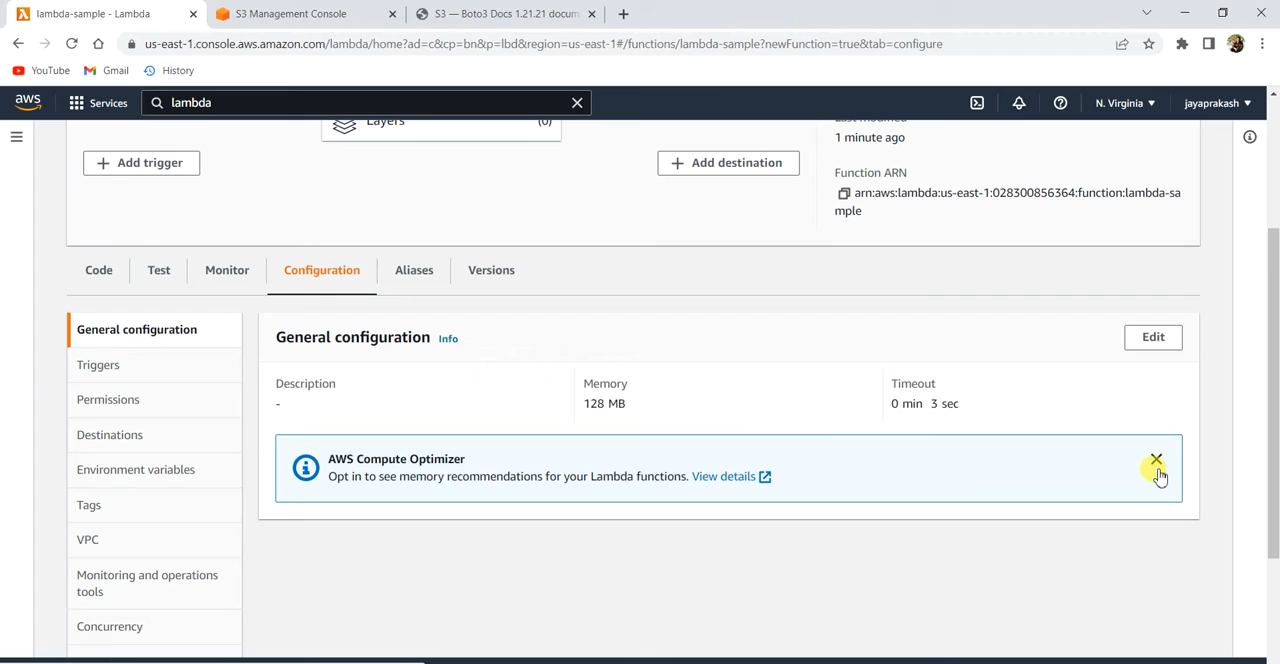 lambda-sample - Lambda
S3 Management Console
S3 — Boto3 Docs 1.21.21 docum
us-east-1.console.aws.amazon.com/lambda/home?ad=c&cp=bn&p=lbd&region=us-east-1#/functions/lambda-sample?newFunction=true&tab=configure
YouTube
Gmail
History
aws
Services
lambda
N. Virginia
jayaprakash
Layers
(0)
Last modified
1 minute ago
Add trigger
Add destination
Function ARN
arn:aws:lambda:us-east-1:028300856364:function:lambda-sa
mple
Code
Test
Monitor
Configuration
Aliases
Versions
General configuration
Triggers
Permissions
Destinations
Environment variables
Tags
VPC
Monitoring and operations
tools
Concurrency
General configuration
Info
Edit
Description
-
Memory
128 MB
Timeout
0 min 3 sec
AWS Compute Optimizer
Opt in to see memory recommendations for your Lambda functions. View details